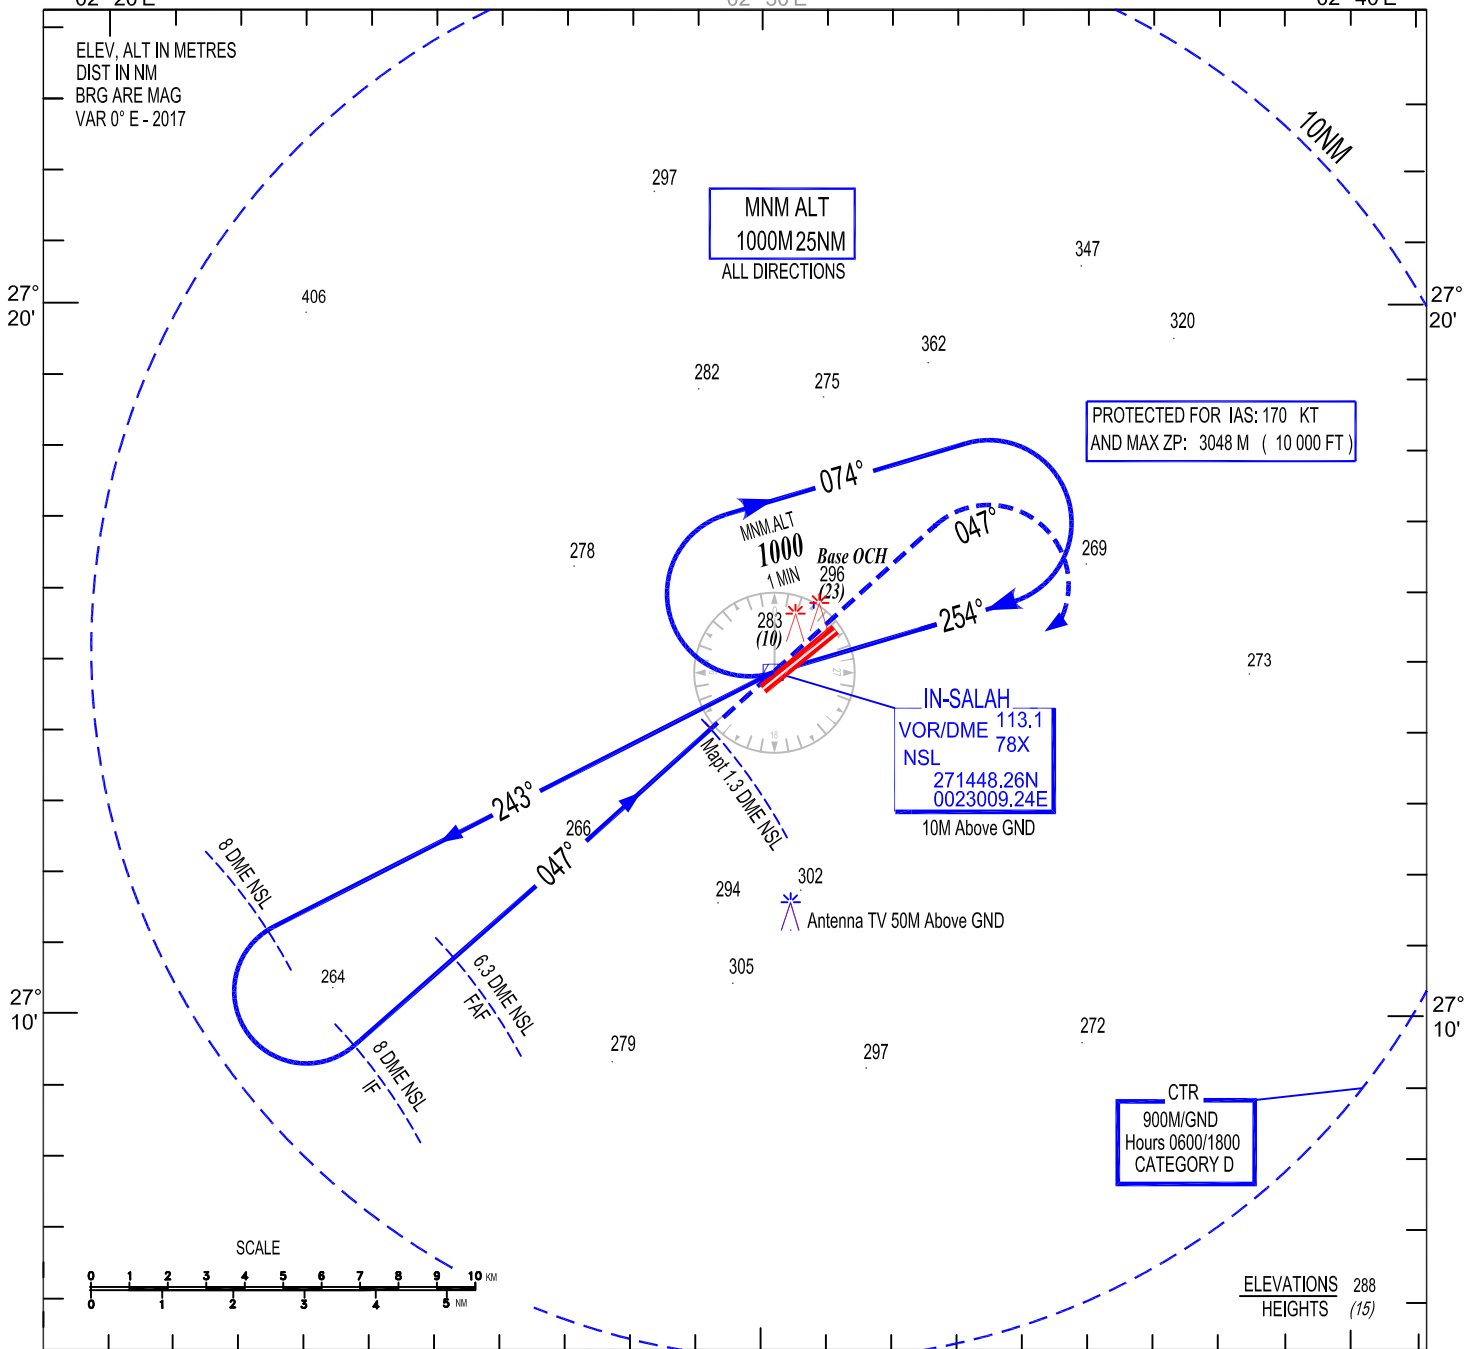 ELEV, ALT IN METRES
DIST IN NM
BRG ARE MAG
VAR 0° E - 2017
10NM
297
MNM ALT
1000M 25NM
ALL DIRECTIONS
347
27°
20'
27°
20'
406
320
362
282
275
PROTECTED FOR IAS: 170 KT
AND MAX ZP: 3048 M ( 10 000 FT )
074°
MNM.ALT
1000
1 MIN
047°
278
269
Base OCH
296
(23)
283
(10)
254°
273
18
27
IN-SALAH
VOR/DME 113.1
78X
NSL
271448.26N
0023009.24E
10M Above GND
Mapt 1.3 DME NSL
243°
266
047°
8 DME NSL
302
294
Antenna TV 50M Above GND
305
264
6.3 DME NSL
FAF
27°
10'
27°
10'
8 DME NSL
IF
279
297
272
CTR
900M/GND
Hours 0600/1800
CATEGORY D
SCALE
0 1 2 3 4 5 6 7 8 9 10 KM
0 1 2 3 4 5 NM
ELEVATIONS 288
HEIGHTS (15)